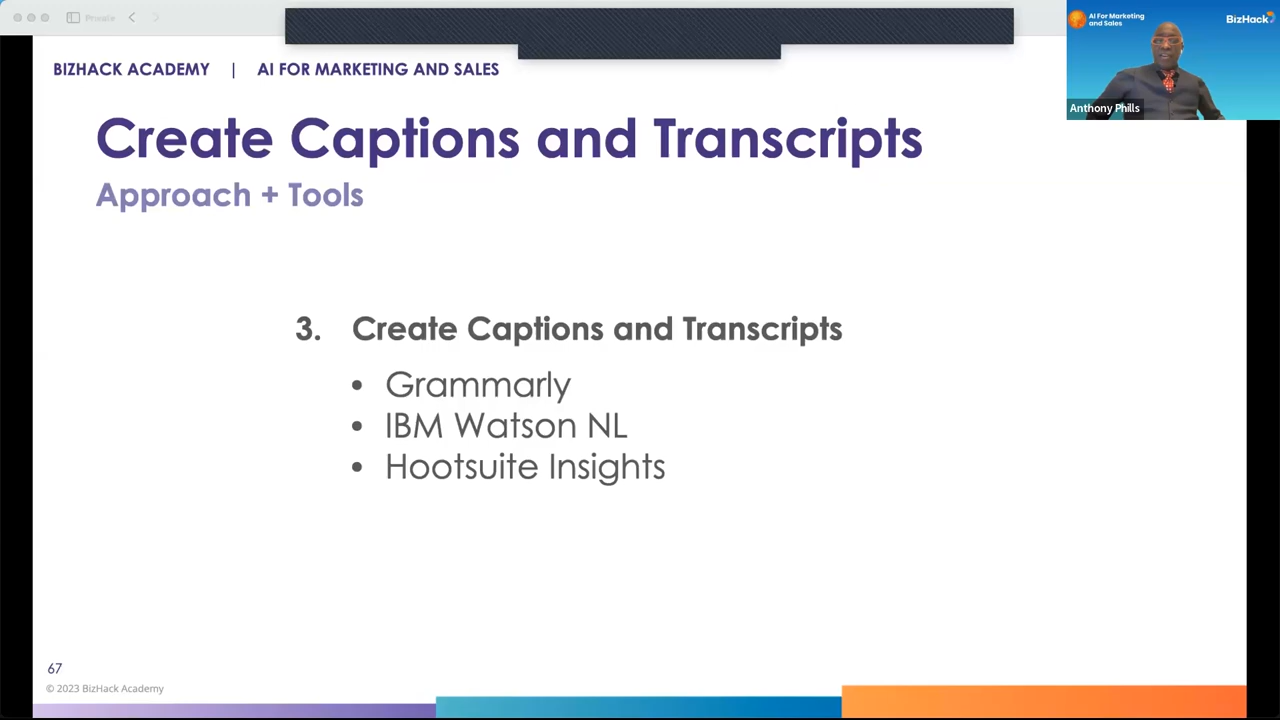 Private
AI For Marketing
and Sales
BizHack
Anthony Phills
BIZHACK ACADEMY | AI FOR MARKETING AND SALES
Create Captions and Transcripts
Approach + Tools
3. Create Captions and Transcripts
• Grammarly
• IBM Watson NL
• Hootsuite Insights
67
© 2023 BizHack Academy